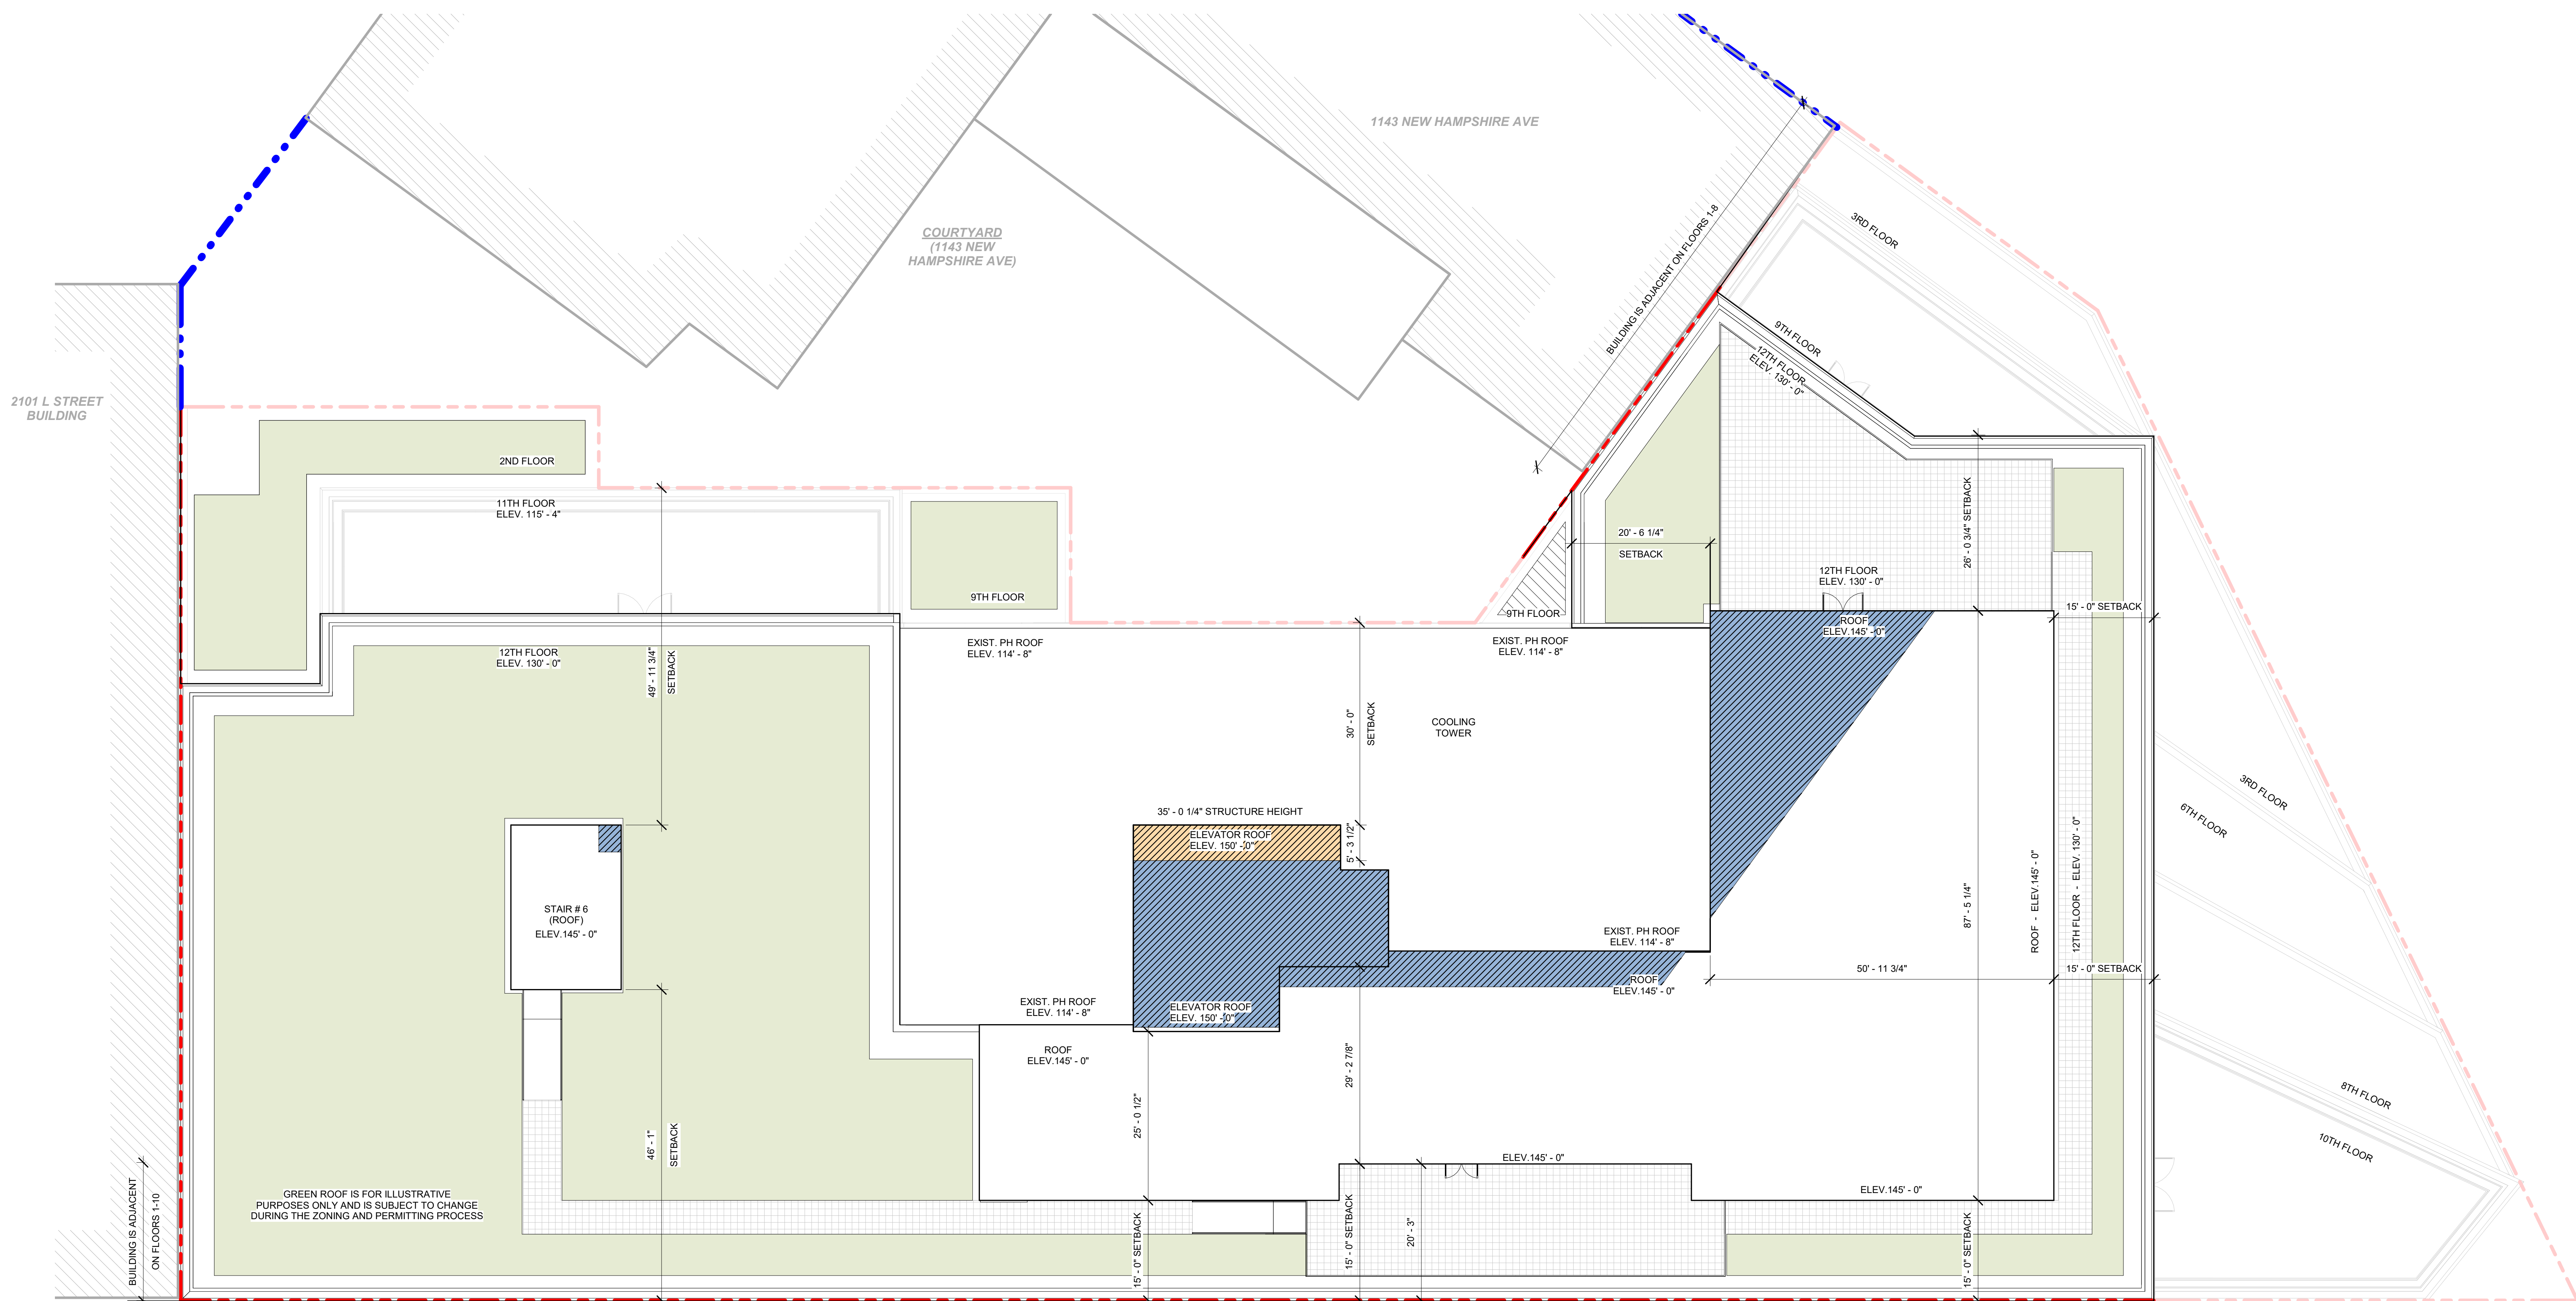 1143 NEW HAMPSHIRE AVE
COURTYARD
(1143 NEW
HAMPSHIRE AVE)
BUILDING IS ADJACENT ON FLOORS 1-8
3RD FLOOR
9TH FLOOR
12TH FLOOR
ELEV. 130' - 0"
2101 L STREET
BUILDING
2ND FLOOR
11TH FLOOR
ELEV. 115' - 4"
9TH FLOOR
20' - 6 1/4"
SETBACK
26' - 0 3/4" SETBACK
12TH FLOOR
ELEV. 130' - 0"
9TH FLOOR
15' - 0" SETBACK
ROOF
ELEV.145' - 0"
12TH FLOOR
ELEV. 130' - 0"
49' - 11 3/4"
SETBACK
EXIST. PH ROOF
ELEV. 114' - 8"
EXIST. PH ROOF
ELEV. 114' - 8"
30' - 0"
SETBACK
COOLING
TOWER
3RD FLOOR
6TH FLOOR
35' - 0 1/4" STRUCTURE HEIGHT
ELEVATOR ROOF
ELEV. 150' - 0"
5' - 3 1/2"
STAIR # 6
(ROOF)
ELEV.145' - 0"
EXIST. PH ROOF
ELEV. 114' - 8"
87' - 5 1/4"
ROOF - ELEV.145' - 0"
12TH FLOOR - ELEV. 130' - 0"
50' - 11 3/4"
15' - 0" SETBACK
ROOF
ELEV.145' - 0"
EXIST. PH ROOF
ELEV. 114' - 8"
ELEVATOR ROOF
ELEV. 150' - 0"
ROOF
ELEV.145' - 0"
29' - 2 7/8"
25' - 0 1/2"
46' - 1"
SETBACK
8TH FLOOR
10TH FLOOR
ELEV.145' - 0"
ELEV.145' - 0"
BUILDING IS ADJACENT
ON FLOORS 1-10
GREEN ROOF IS FOR ILLUSTRATIVE
PURPOSES ONLY AND IS SUBJECT TO CHANGE
DURING THE ZONING AND PERMITTING PROCESS
15' - 0" SETBACK
15' - 0" SETBACK
20' - 3"
15' - 0" SETBACK